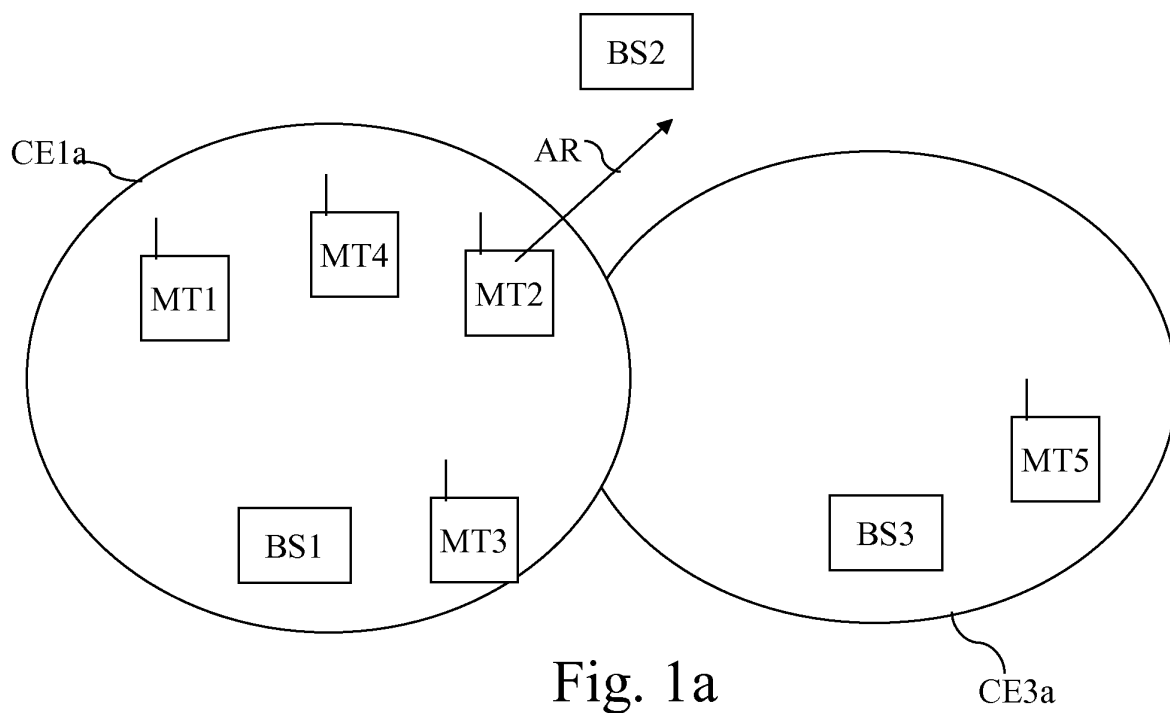 BS2
CE1a
AR
MT4
MT1
MT2
MT5
BS3
BS1
MT3
Fig. 1a
CE3a